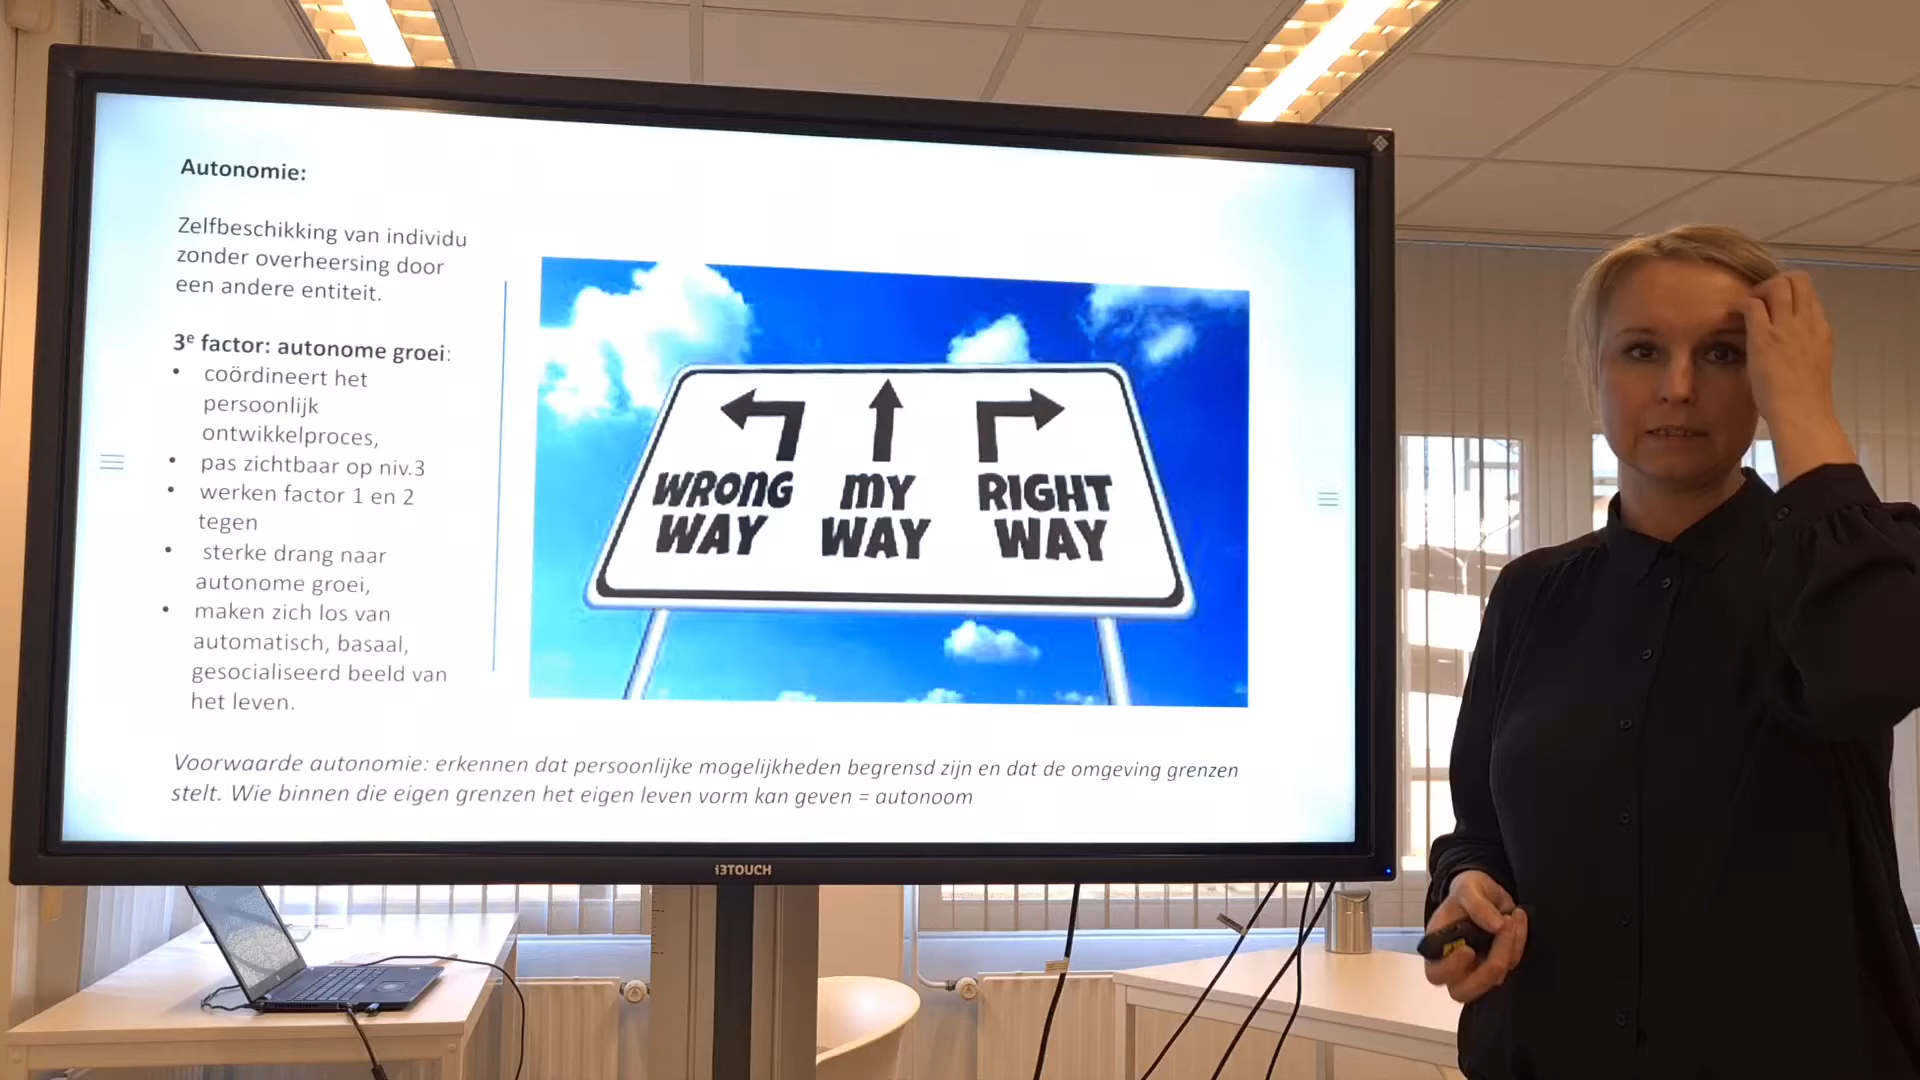 Autonomie:
Zelfbeschikking van individu
zonder overheersing door
een andere entiteit.
3e factor: autonome groei:
• coördineert het
persoonlijk
ontwikkelproces,
• pas zichtbaar op niv.3
• werken factor 1 en 2
tegen
• sterke drang naar
autonome groei,
• maken zich los van
automatisch, basaal,
gesocialiseerd beeld van
het leven.
WRONG WAY
MY WAY
RIGHT WAY
Voorwaarde autonomie: erkennen dat persoonlijke mogelijkheden begrensd zijn en dat de omgeving grenzen
stelt. Wie binnen die eigen grenzen het eigen leven vorm kan geven = autonoom
i3TOUCH